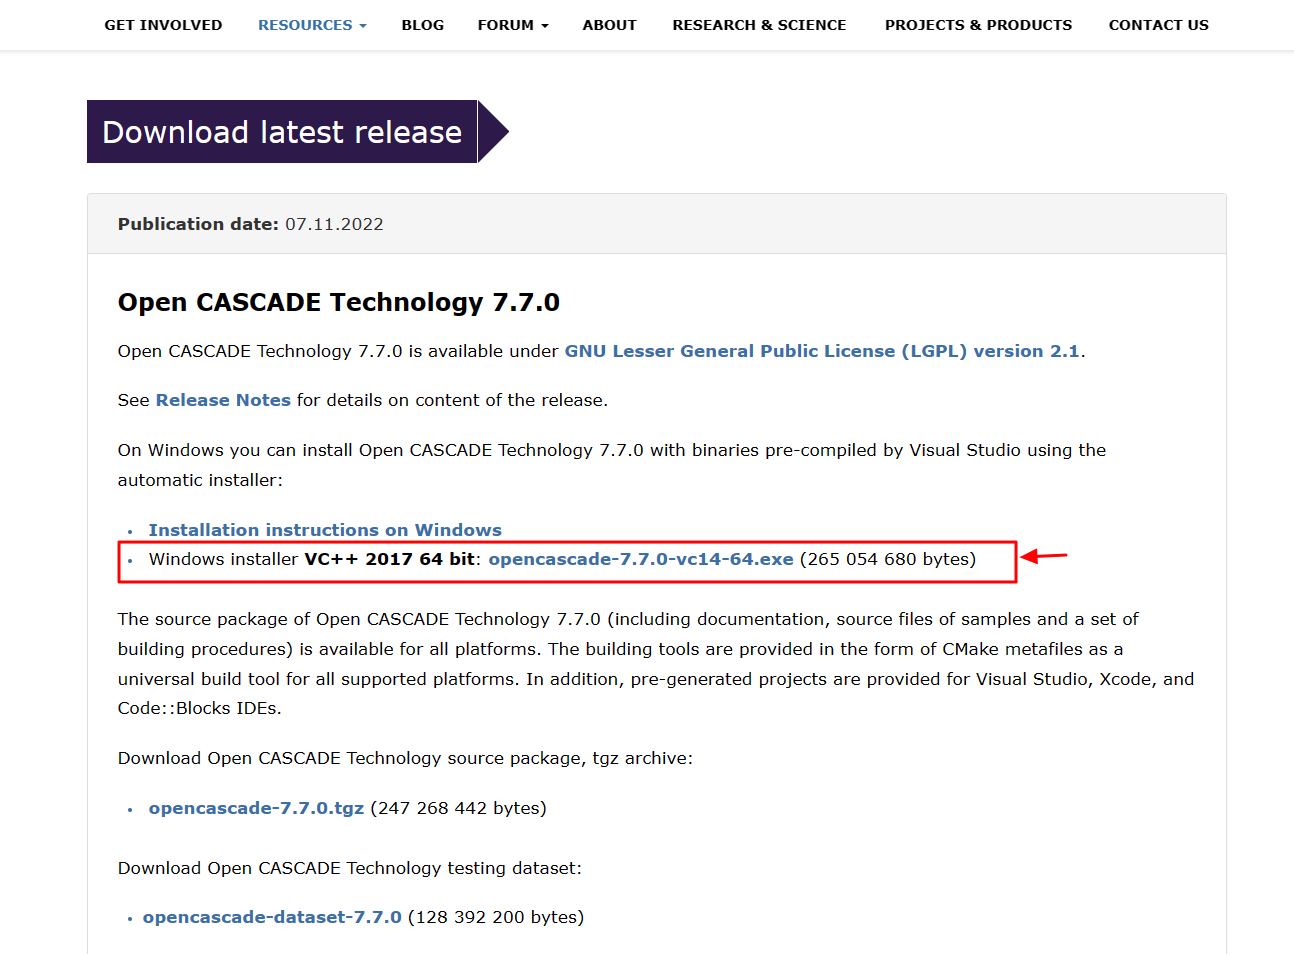 GET INVOLVED RESOURCES BLOG FORUM ABOUT RESEARCH & SCIENCE PROJECTS & PRODUCTS CONTACT US
Download latest release
Publication date: 07.11.2022
Open CASCADE Technology 7.7.0
Open CASCADE Technology 7.7.0 is available under GNU Lesser General Public License (LGPL) version 2.1.
See Release Notes for details on content of the release.
On Windows you can install Open CASCADE Technology 7.7.0 with binaries pre-compiled by Visual Studio using the
automatic installer:
• Installation instructions on Windows
• Windows installer VC++ 2017 64 bit: opencascade-7.7.0-vc14-64.exe (265 054 680 bytes)
The source package of Open CASCADE Technology 7.7.0 (including documentation, source files of samples and a set of
building procedures) is available for all platforms. The building tools are provided in the form of CMake metafiles as a
universal build tool for all supported platforms. In addition, pre-generated projects are provided for Visual Studio, Xcode, and
Code::Blocks IDEs.
Download Open CASCADE Technology source package, tgz archive:
• opencascade-7.7.0.tgz (247 268 442 bytes)
Download Open CASCADE Technology testing dataset:
• opencascade-dataset-7.7.0 (128 392 200 bytes)